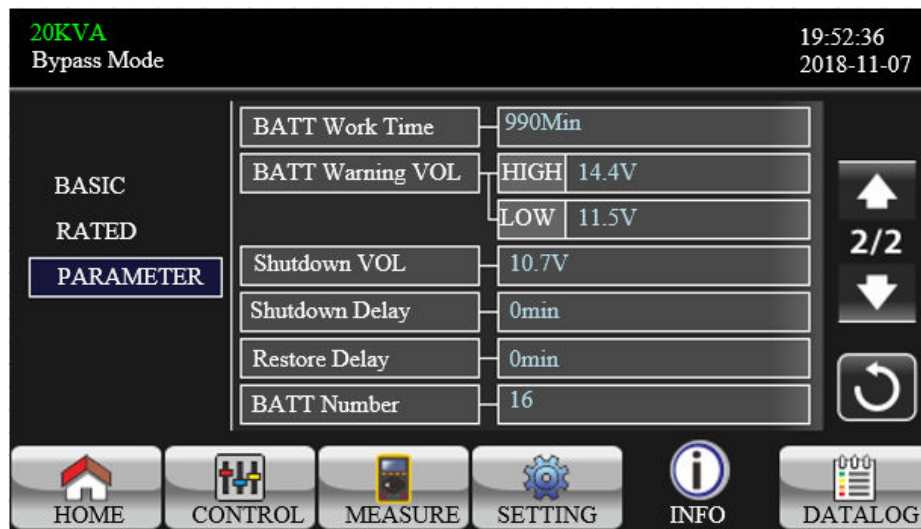 20KVA
Bypass Mode
19:52:36
2018-11-07
BASIC
RATED
PARAMETER
BATT Work Time 990Min
BATT Warning VOL HIGH 14.4V
LOW 11.5V
Shutdown VOL 10.7V
Shutdown Delay 0min
Restore Delay 0min
BATT Number 16
2/2
HOME CONTROL MEASURE SETTING INFO DATALOG